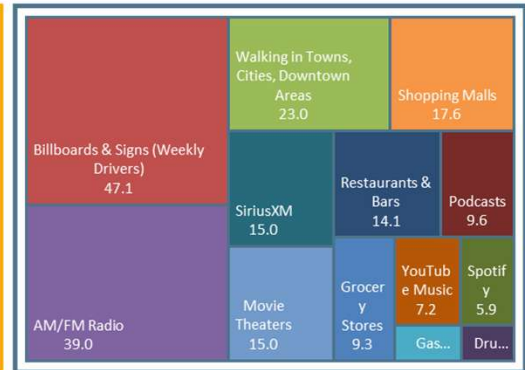 Billboards & Signs (Weekly
Drivers)
47.1
AM/FM Radio
39.0
Walking in Towns,
Cities, Downtown
Areas
23.0
Shopping Malls
17.6
SiriusXM
15.0
Movie
Theaters
15.0
Restaurants &
Bars
14.1
Podcasts
9.6
Grocer
y
Stores
9.3
YouTub
e Music
7.2
Spotif
y
5.9
Gas...
Dru...